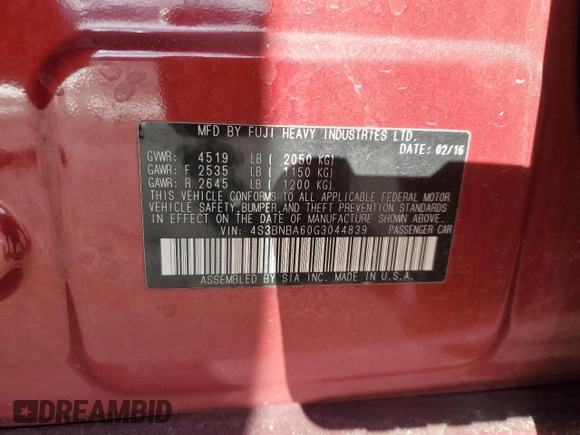 MFD BY FUJI HEAVY INDUSTRIES LTD.
DATE: 02/16
GVWR: 4519 LB ( 2050 KG)
GAWR: F 2535 LB ( 1150 KG)
GAWR: R 2645 LB ( 1200 KG)
THIS VEHICLE CONFORMS TO ALL APPLICABLE FEDERAL MOTOR
VEHICLE SAFETY,BUMPER,AND THEFT PREVENTION STANDARDS
IN EFFECT ON THE DATE OF MANUFACTURE SHOWN ABOVE.
VIN: 4S3BNBA60G3044839 PASSENGER CAR
ASSEMBLED BY SIA INC. MADE IN U.S.A.
DREAMBID